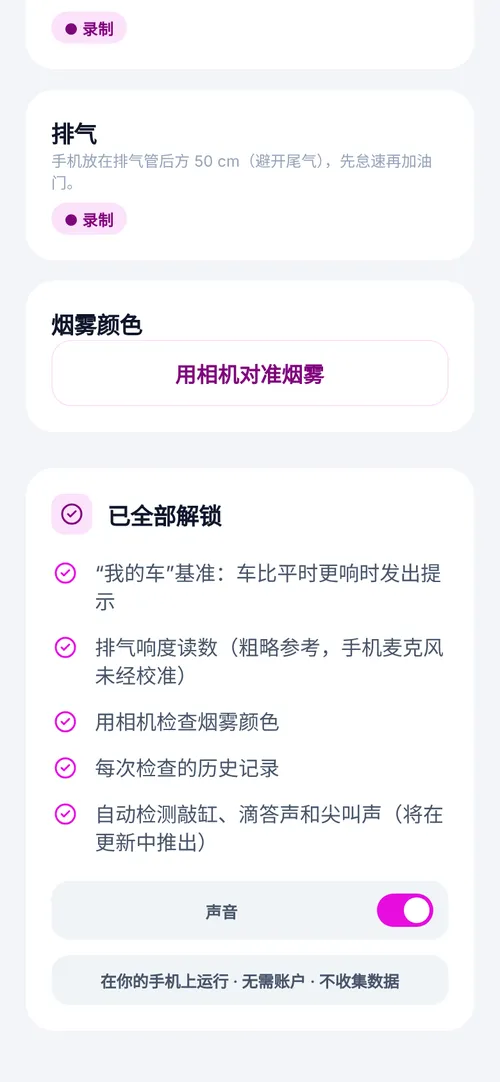 录制
排气
手机放在排气管后方 50 cm（避开尾气），先怠速再加油
门。
录制
烟雾颜色
用相机对准烟雾
已全部解锁
“我的车”基准：车比平时更响时发出提
示
排气响度读数（粗略参考，手机麦克风
未经校准）
用相机检查烟雾颜色
每次检查的历史记录
自动检测敲缸、滴答声和尖叫声（将在
更新中推出）
声音
在你的手机上运行 · 无需账户 · 不收集数据